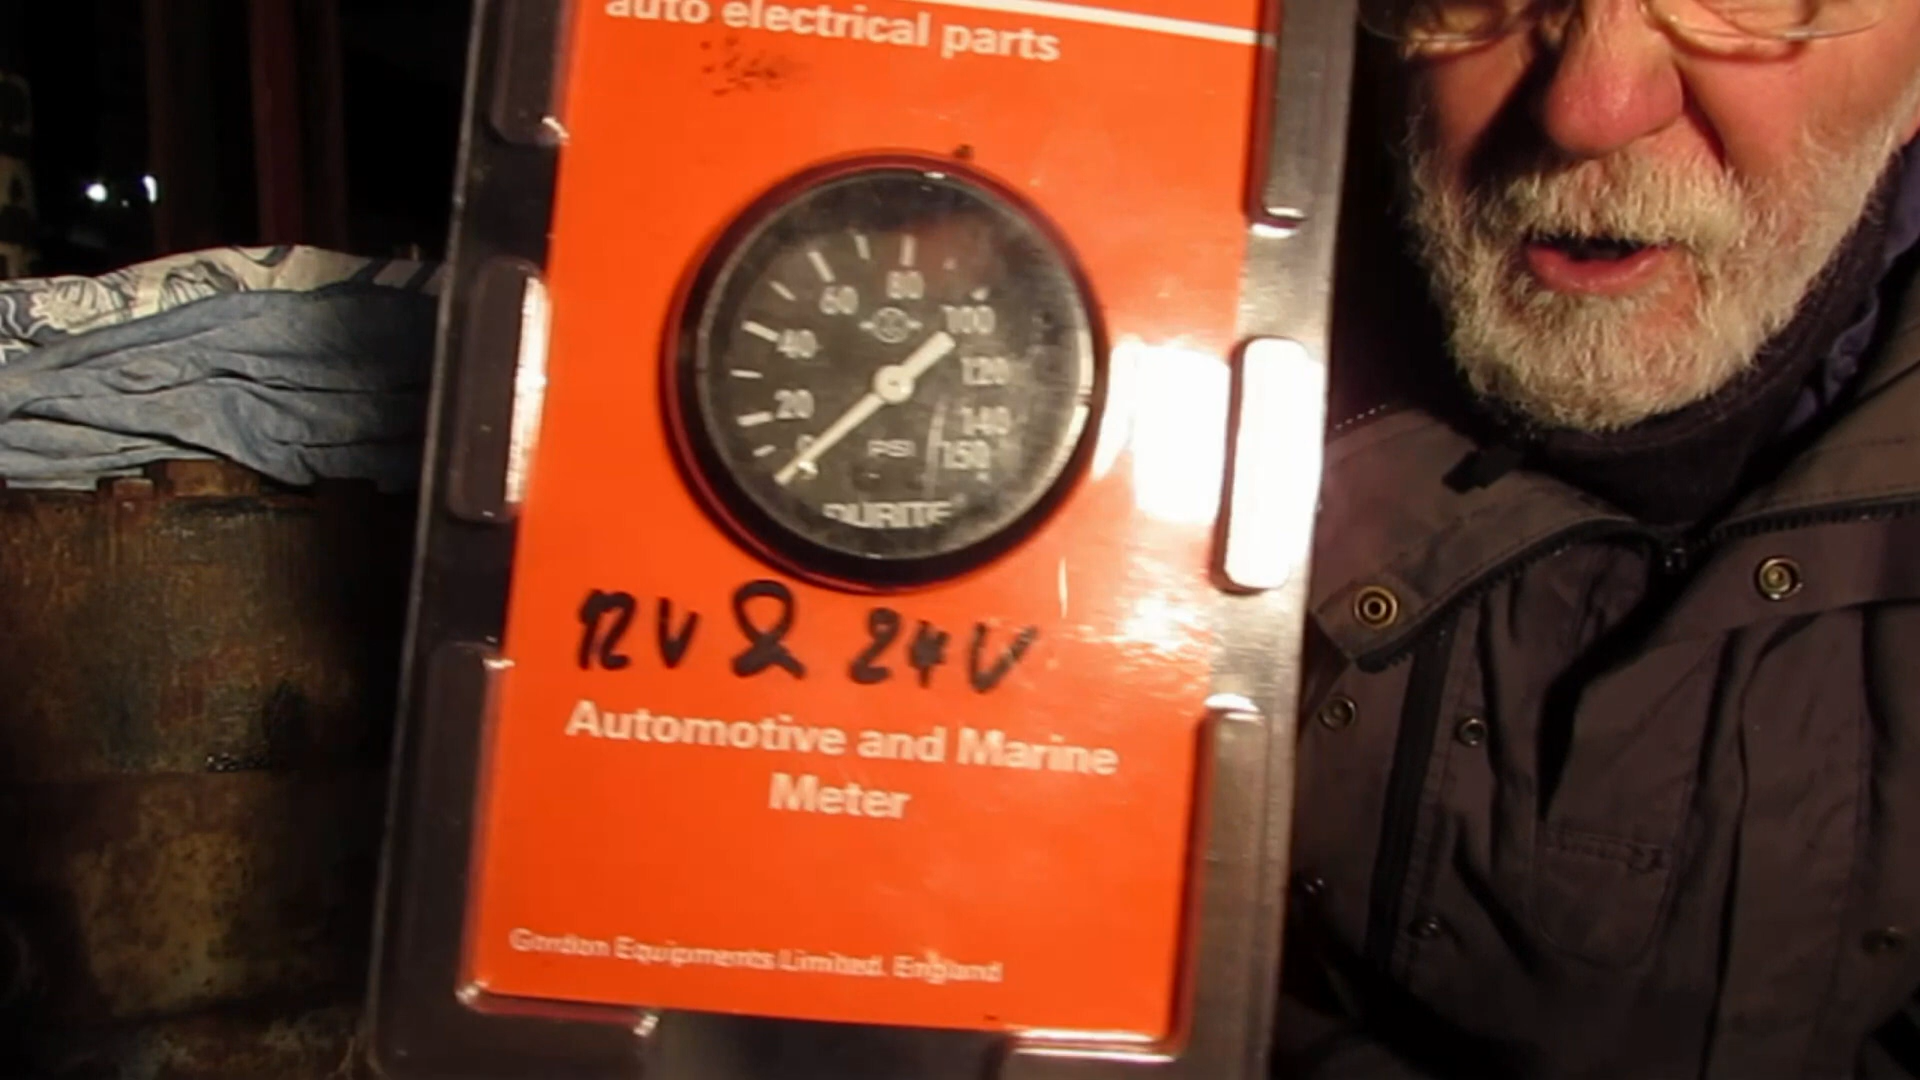 auto electrical parts
60 80
40 100
120
20 140
0 PSI 150
DURITE
12V & 24V
Automotive and Marine
Meter
Gordon Equipments Limited. England